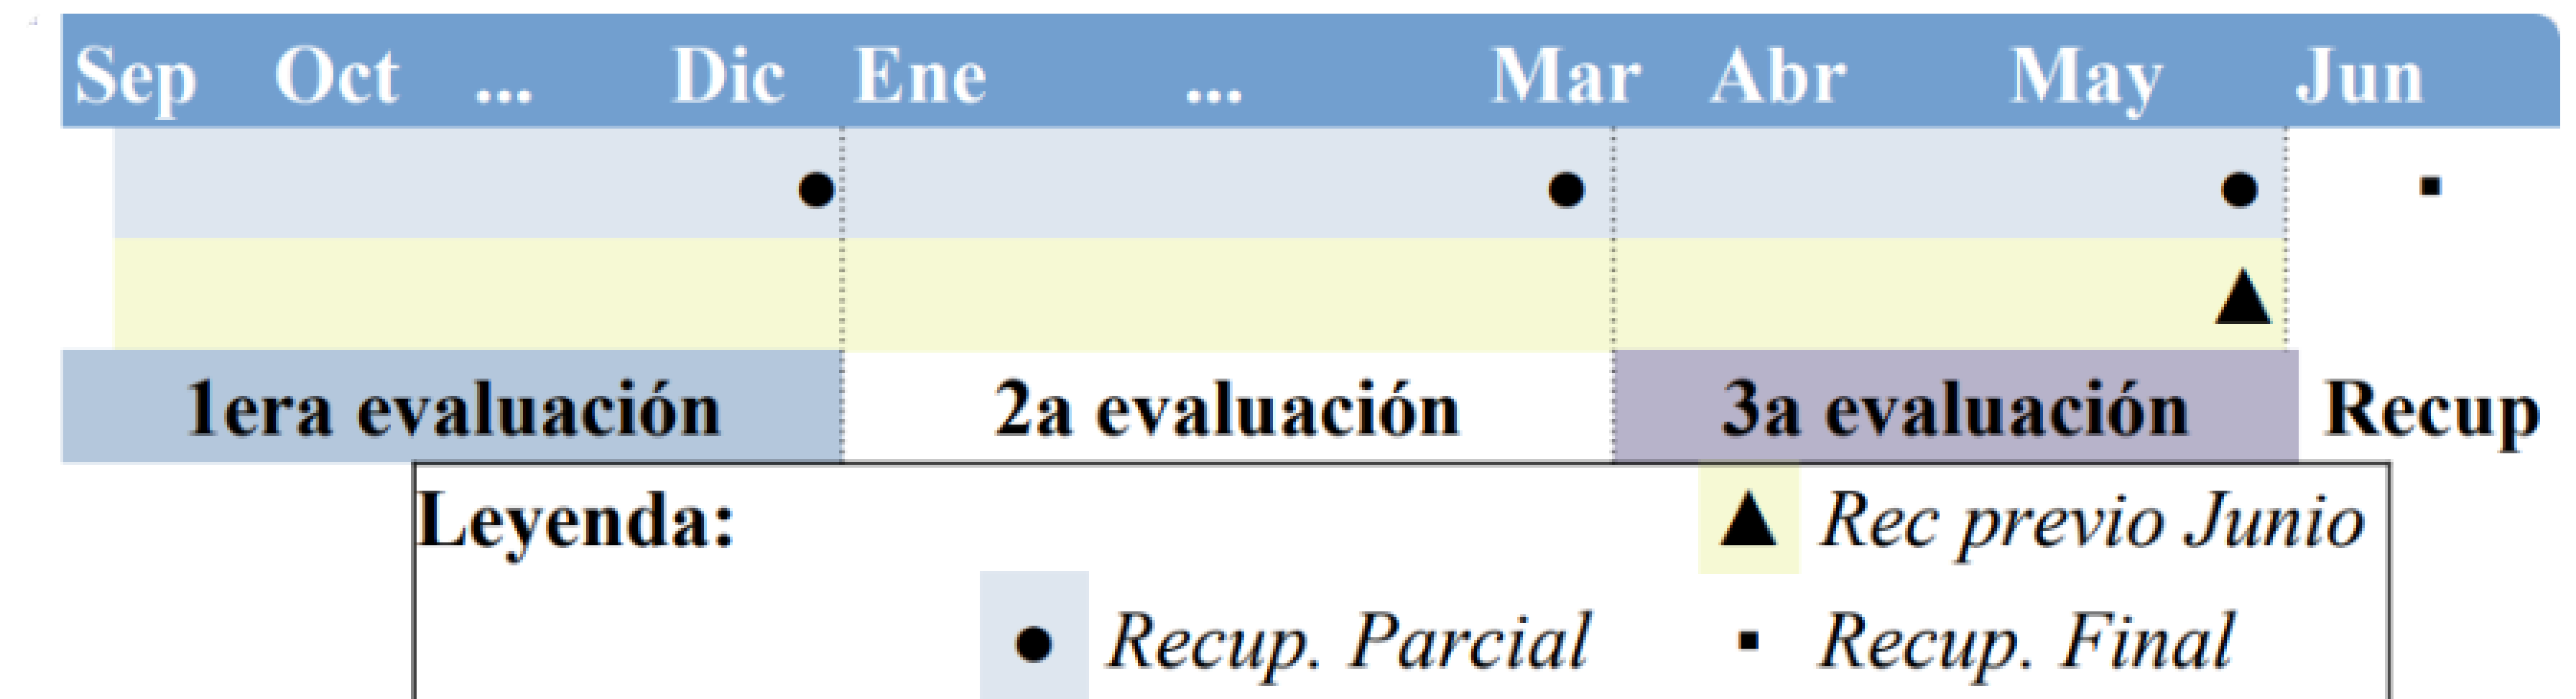 Sep Oct ... Dic Ene ... Mar Abr May Jun
1era evaluación 2a evaluación 3a evaluación Recup
Leyenda: Rec previo Junio
Recup. Parcial Recup. Final